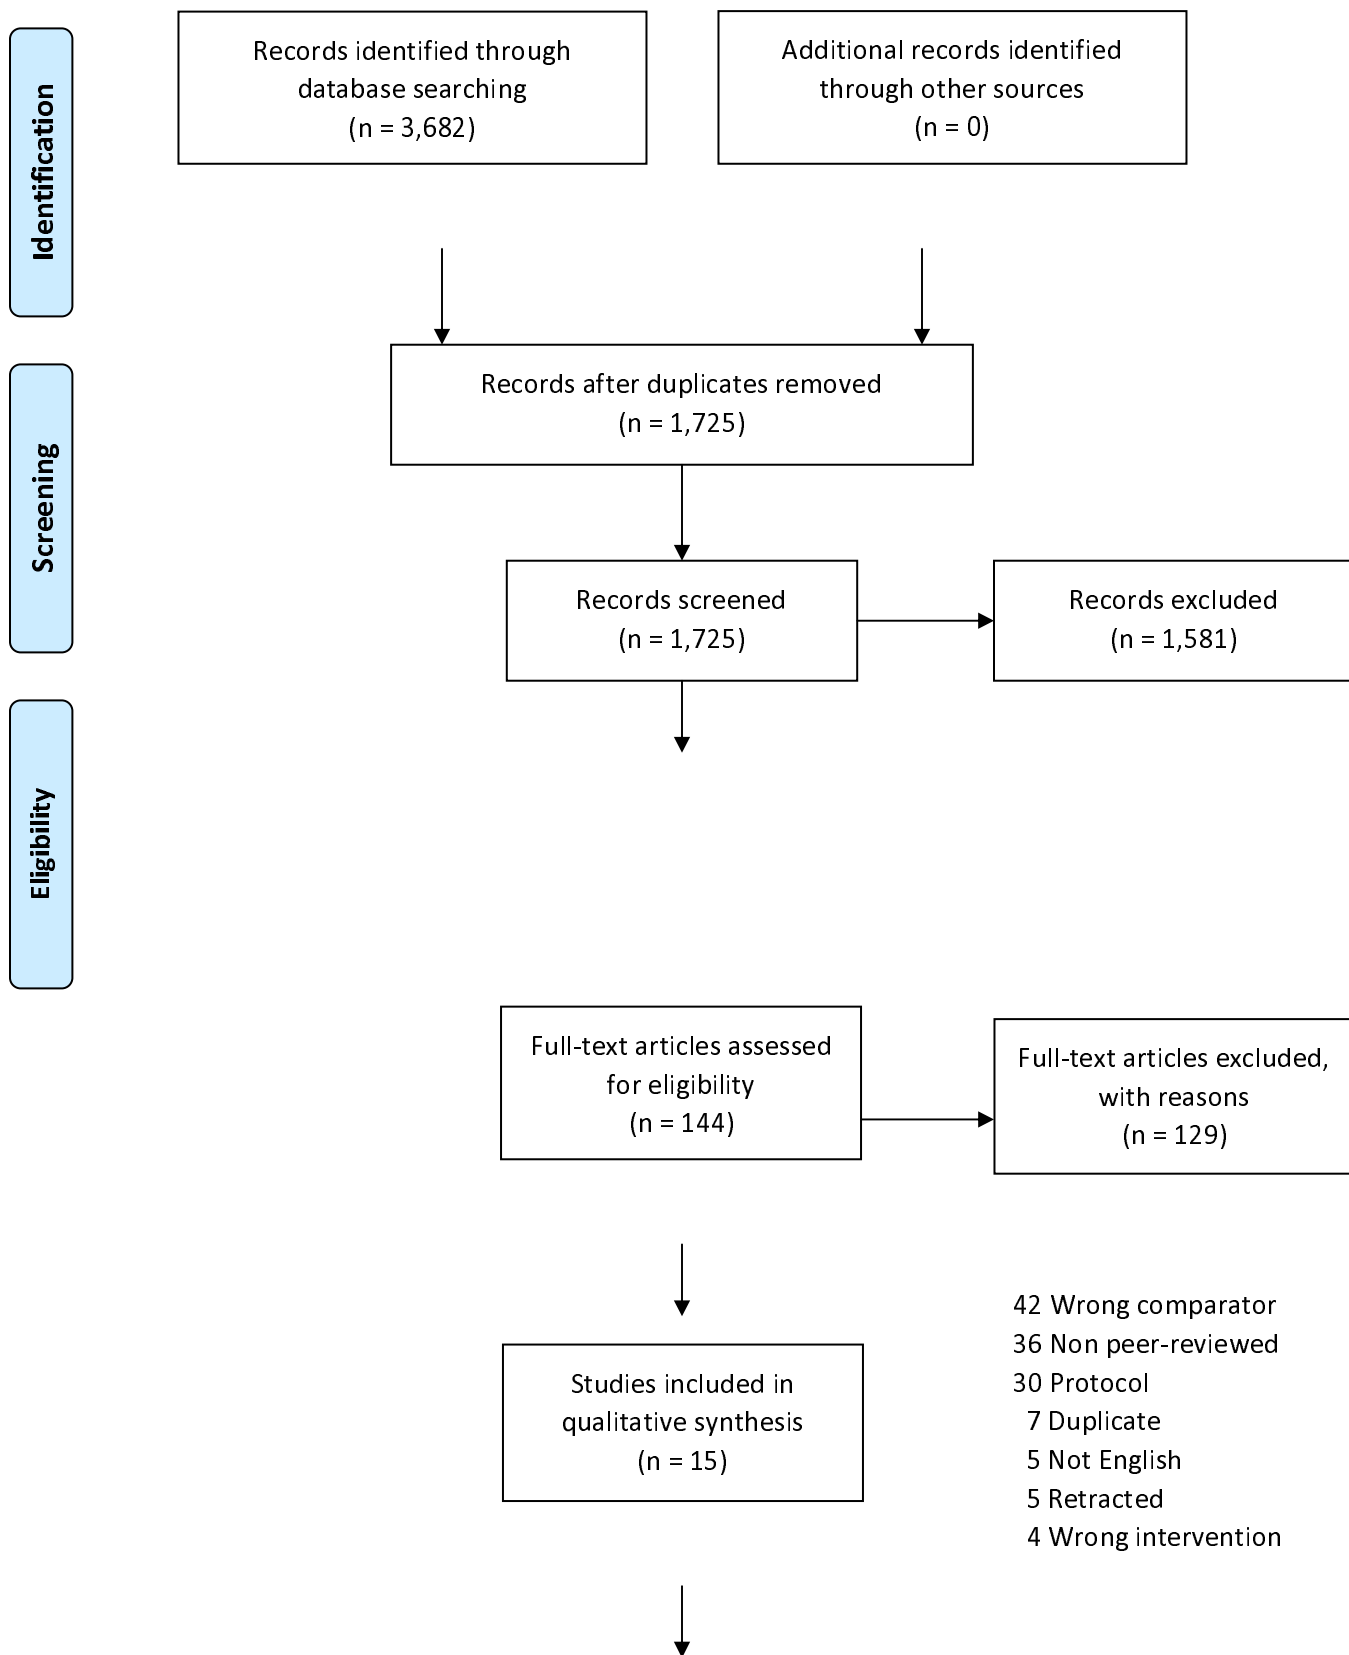 Identification
Records identified through
database searching
(n = 3,682)
Additional records identified
through other sources
(n = 0)
Screening
Records after duplicates removed
(n = 1,725)
Records screened
(n = 1,725)
Records excluded
(n = 1,581)
Eligibility
Full-text articles assessed
for eligibility
(n = 144)
Full-text articles excluded,
with reasons
(n = 129)
42 Wrong comparator
36 Non peer-reviewed
30 Protocol
7 Duplicate
5 Not English
5 Retracted
4 Wrong intervention
Studies included in
qualitative synthesis
(n = 15)